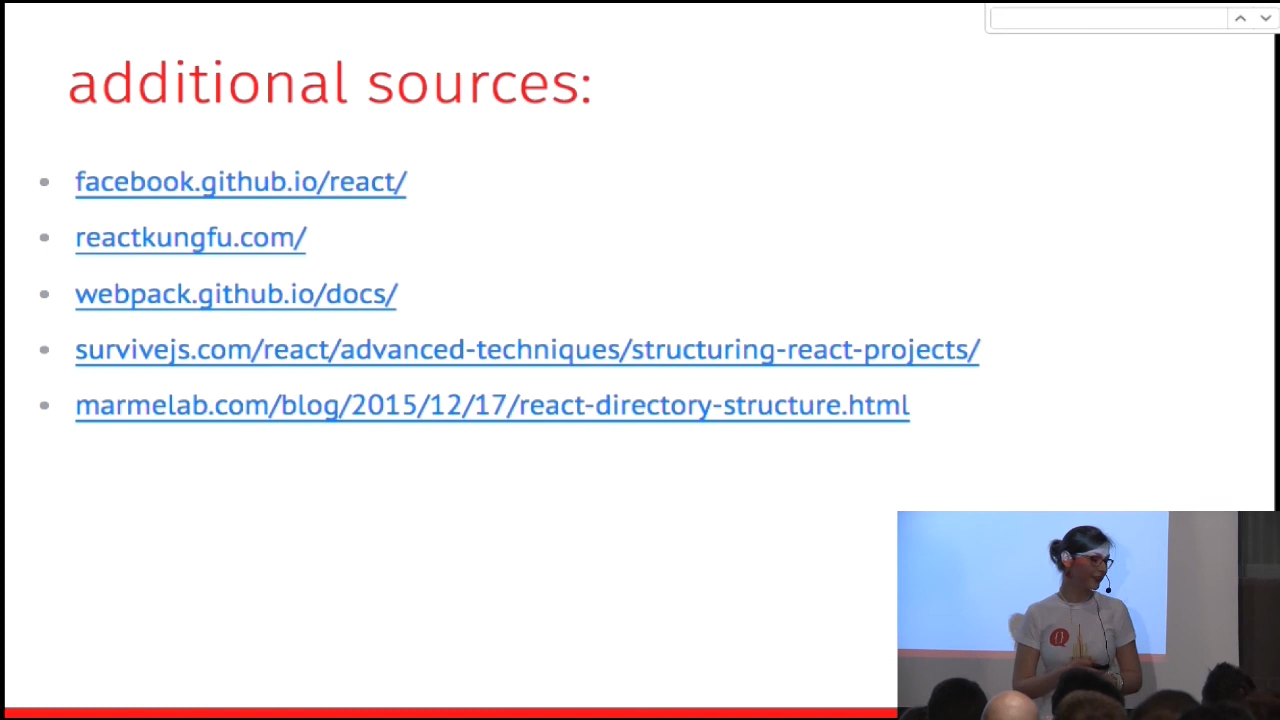 additional sources:
facebook.github.io/react/
reactkungfu.com/
webpack.github.io/docs/
survivejs.com/react/advanced-techniques/structuring-react-projects/
marmelab.com/blog/2015/12/17/react-directory-structure.html